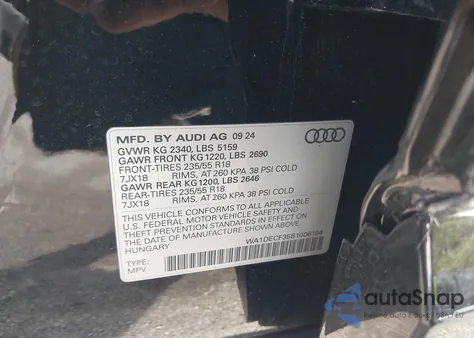 MFD. BY AUDI AG 09 24
GVWR KG 2340, LBS 5159
GAWR FRONT KG1220, LBS 2690
FRONT-TIRES 235/55 R18
7JX18 RIMS, AT 260 KPA 38 PSI COLD
GAWR REAR KG1200, LBS 2646
REAR-TIRES 235/55 R18
7JX18 RIMS, AT 260 KPA 38 PSI COLD
THIS VEHICLE CONFORMS TO ALL APPLICABLE
U.S. FEDERAL MOTOR VEHICLE SAFETY AND
THEFT PREVENTION STANDARDS IN EFFECT ON
THE DATE OF MANUFACTURE SHOWN ABOVE.
HUNGARY
WA1DECF35S1006104
TYPE:
MPV
autoSnap